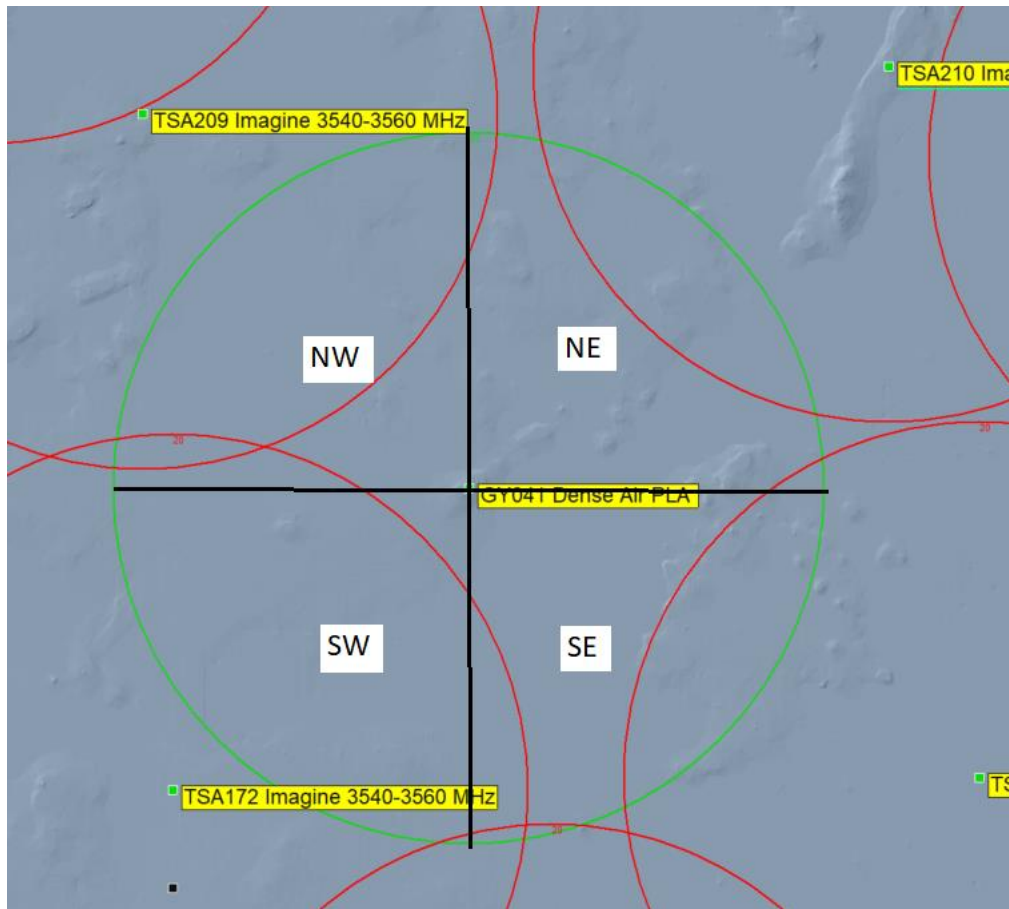 TSA210 Ima
TSA209 Imagine 3540-3560 MHz
NW
NE
20
20
GY041 Dense Air PLA
SW
SE
TS
TSA172 Imagine 3540-3560 MHz
20